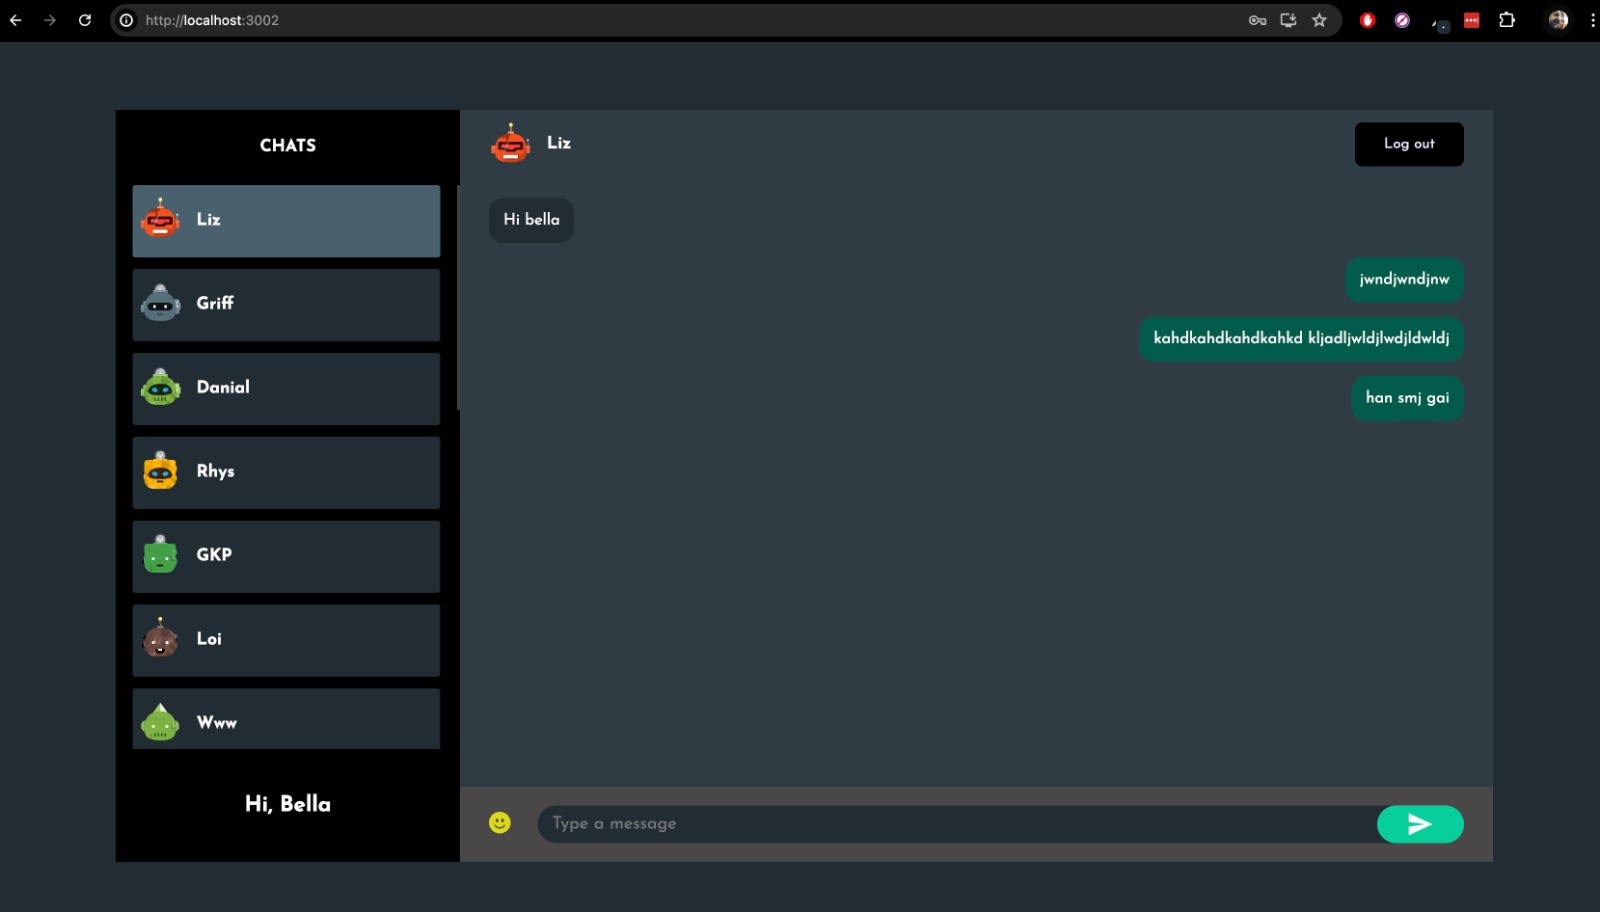 http://localhost:3002
CHATS
Liz
Griff
Danial
Rhys
GKP
Loi
Www
Hi, Bella
Liz
Log out
Hi bella
jwndjwndjnw
kahdkahdkahdkahkd kljadljwldjlwdjldwldj
han smj gai
Type a message